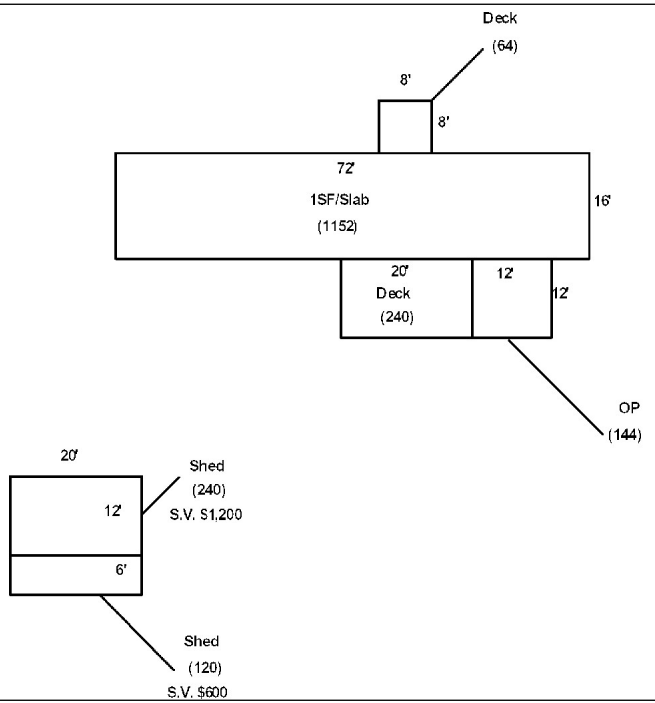 Deck
(64)
8'
8'
72'
1SF/Slab
(1152)
16'
20'
Deck
(240)
12'
12'
OP
(144)
20'
12'
Shed
(240)
S.V. $1,200
6'
Shed
(120)
S.V. $600